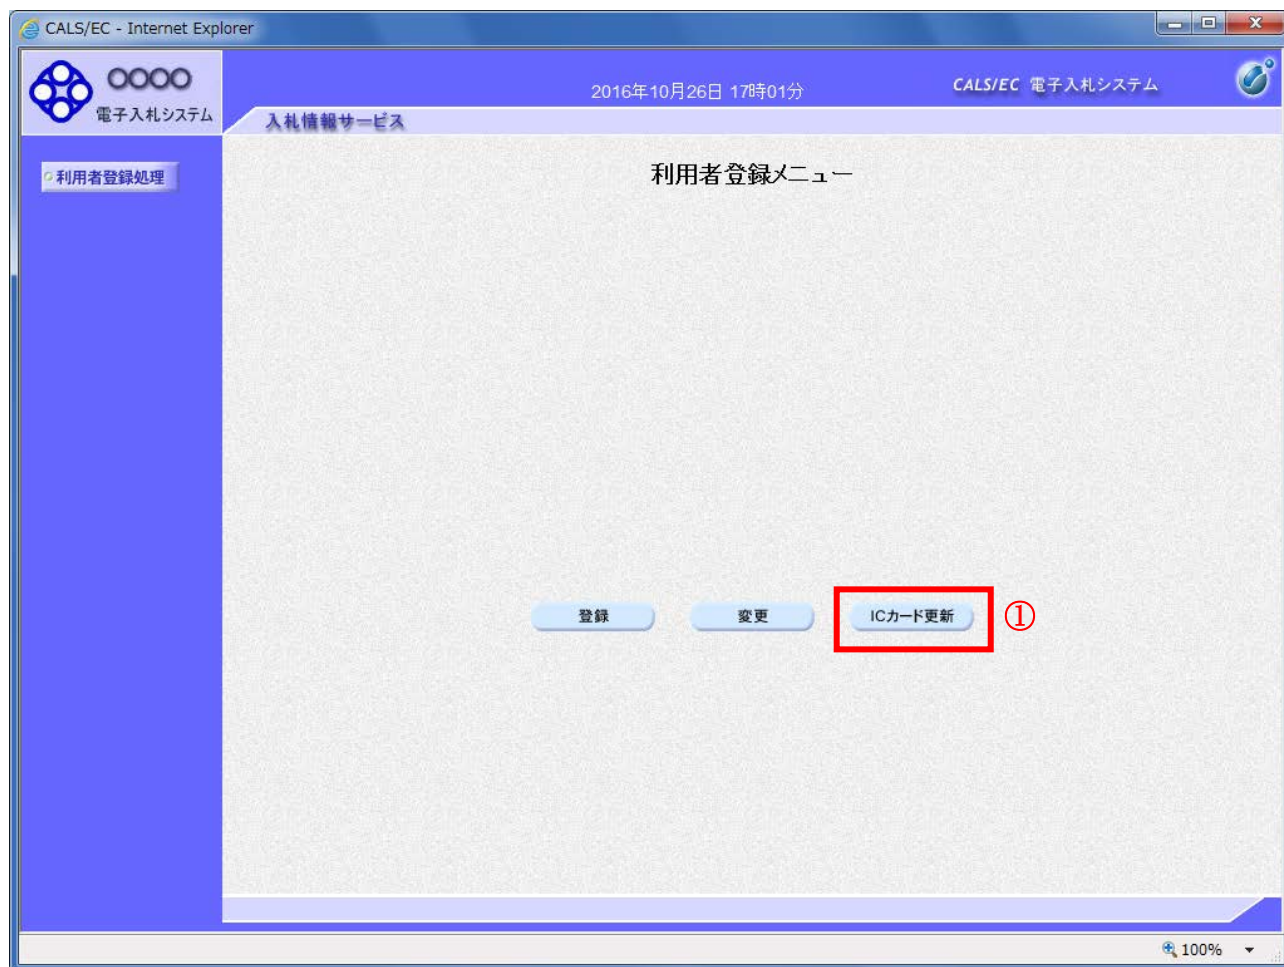 CALS/EC - Internet Explorer
〇〇〇〇
電子入札システム
2016年10月26日 17時01分
CALS/EC 電子入札システム
入札情報サービス
利用者登録処理
利用者登録メニュー
登録
変更
ICカード更新
①
100%